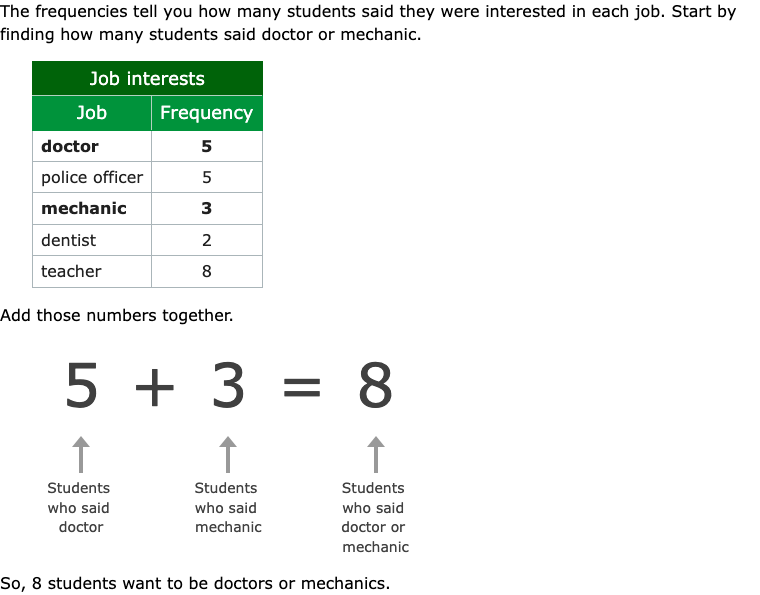 The frequencies tell you how many students said they were interested in each job. Start by
finding how many students said doctor or mechanic.
Job interests
Job Frequency
doctor 5
police officer 5
mechanic 3
dentist 2
teacher 8
Add those numbers together.
5 + 3 = 8
Students Students Students
who said who said who said
doctor mechanic doctor or
mechanic
So, 8 students want to be doctors or mechanics.